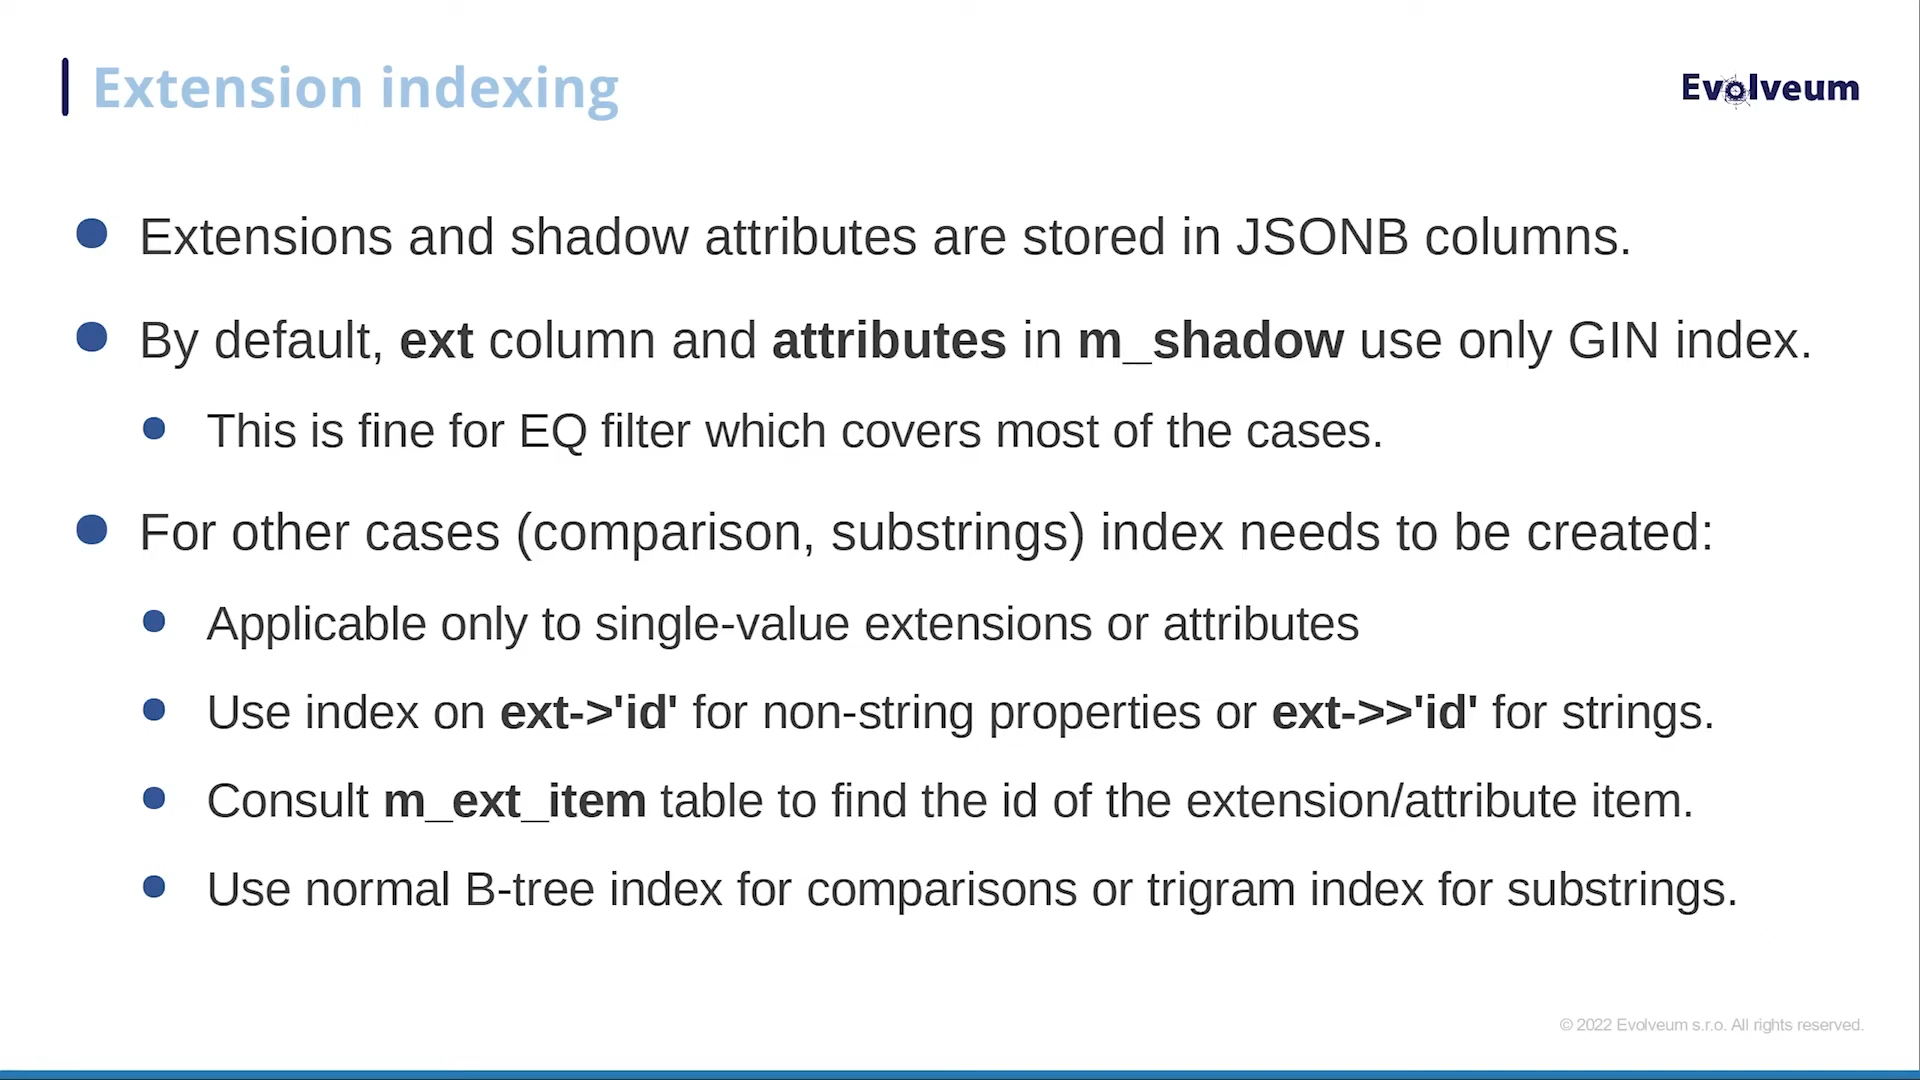 Extension indexing
Evolveum
Extensions and shadow attributes are stored in JSONB columns.
By default, ext column and attributes in m_shadow use only GIN index.
This is fine for EQ filter which covers most of the cases.
For other cases (comparison, substrings) index needs to be created:
Applicable only to single-value extensions or attributes
Use index on ext->'id' for non-string properties or ext->>'id' for strings.
Consult m_ext_item table to find the id of the extension/attribute item.
Use normal B-tree index for comparisons or trigram index for substrings.
© 2022 Evolveum s.r.o. All rights reserved.